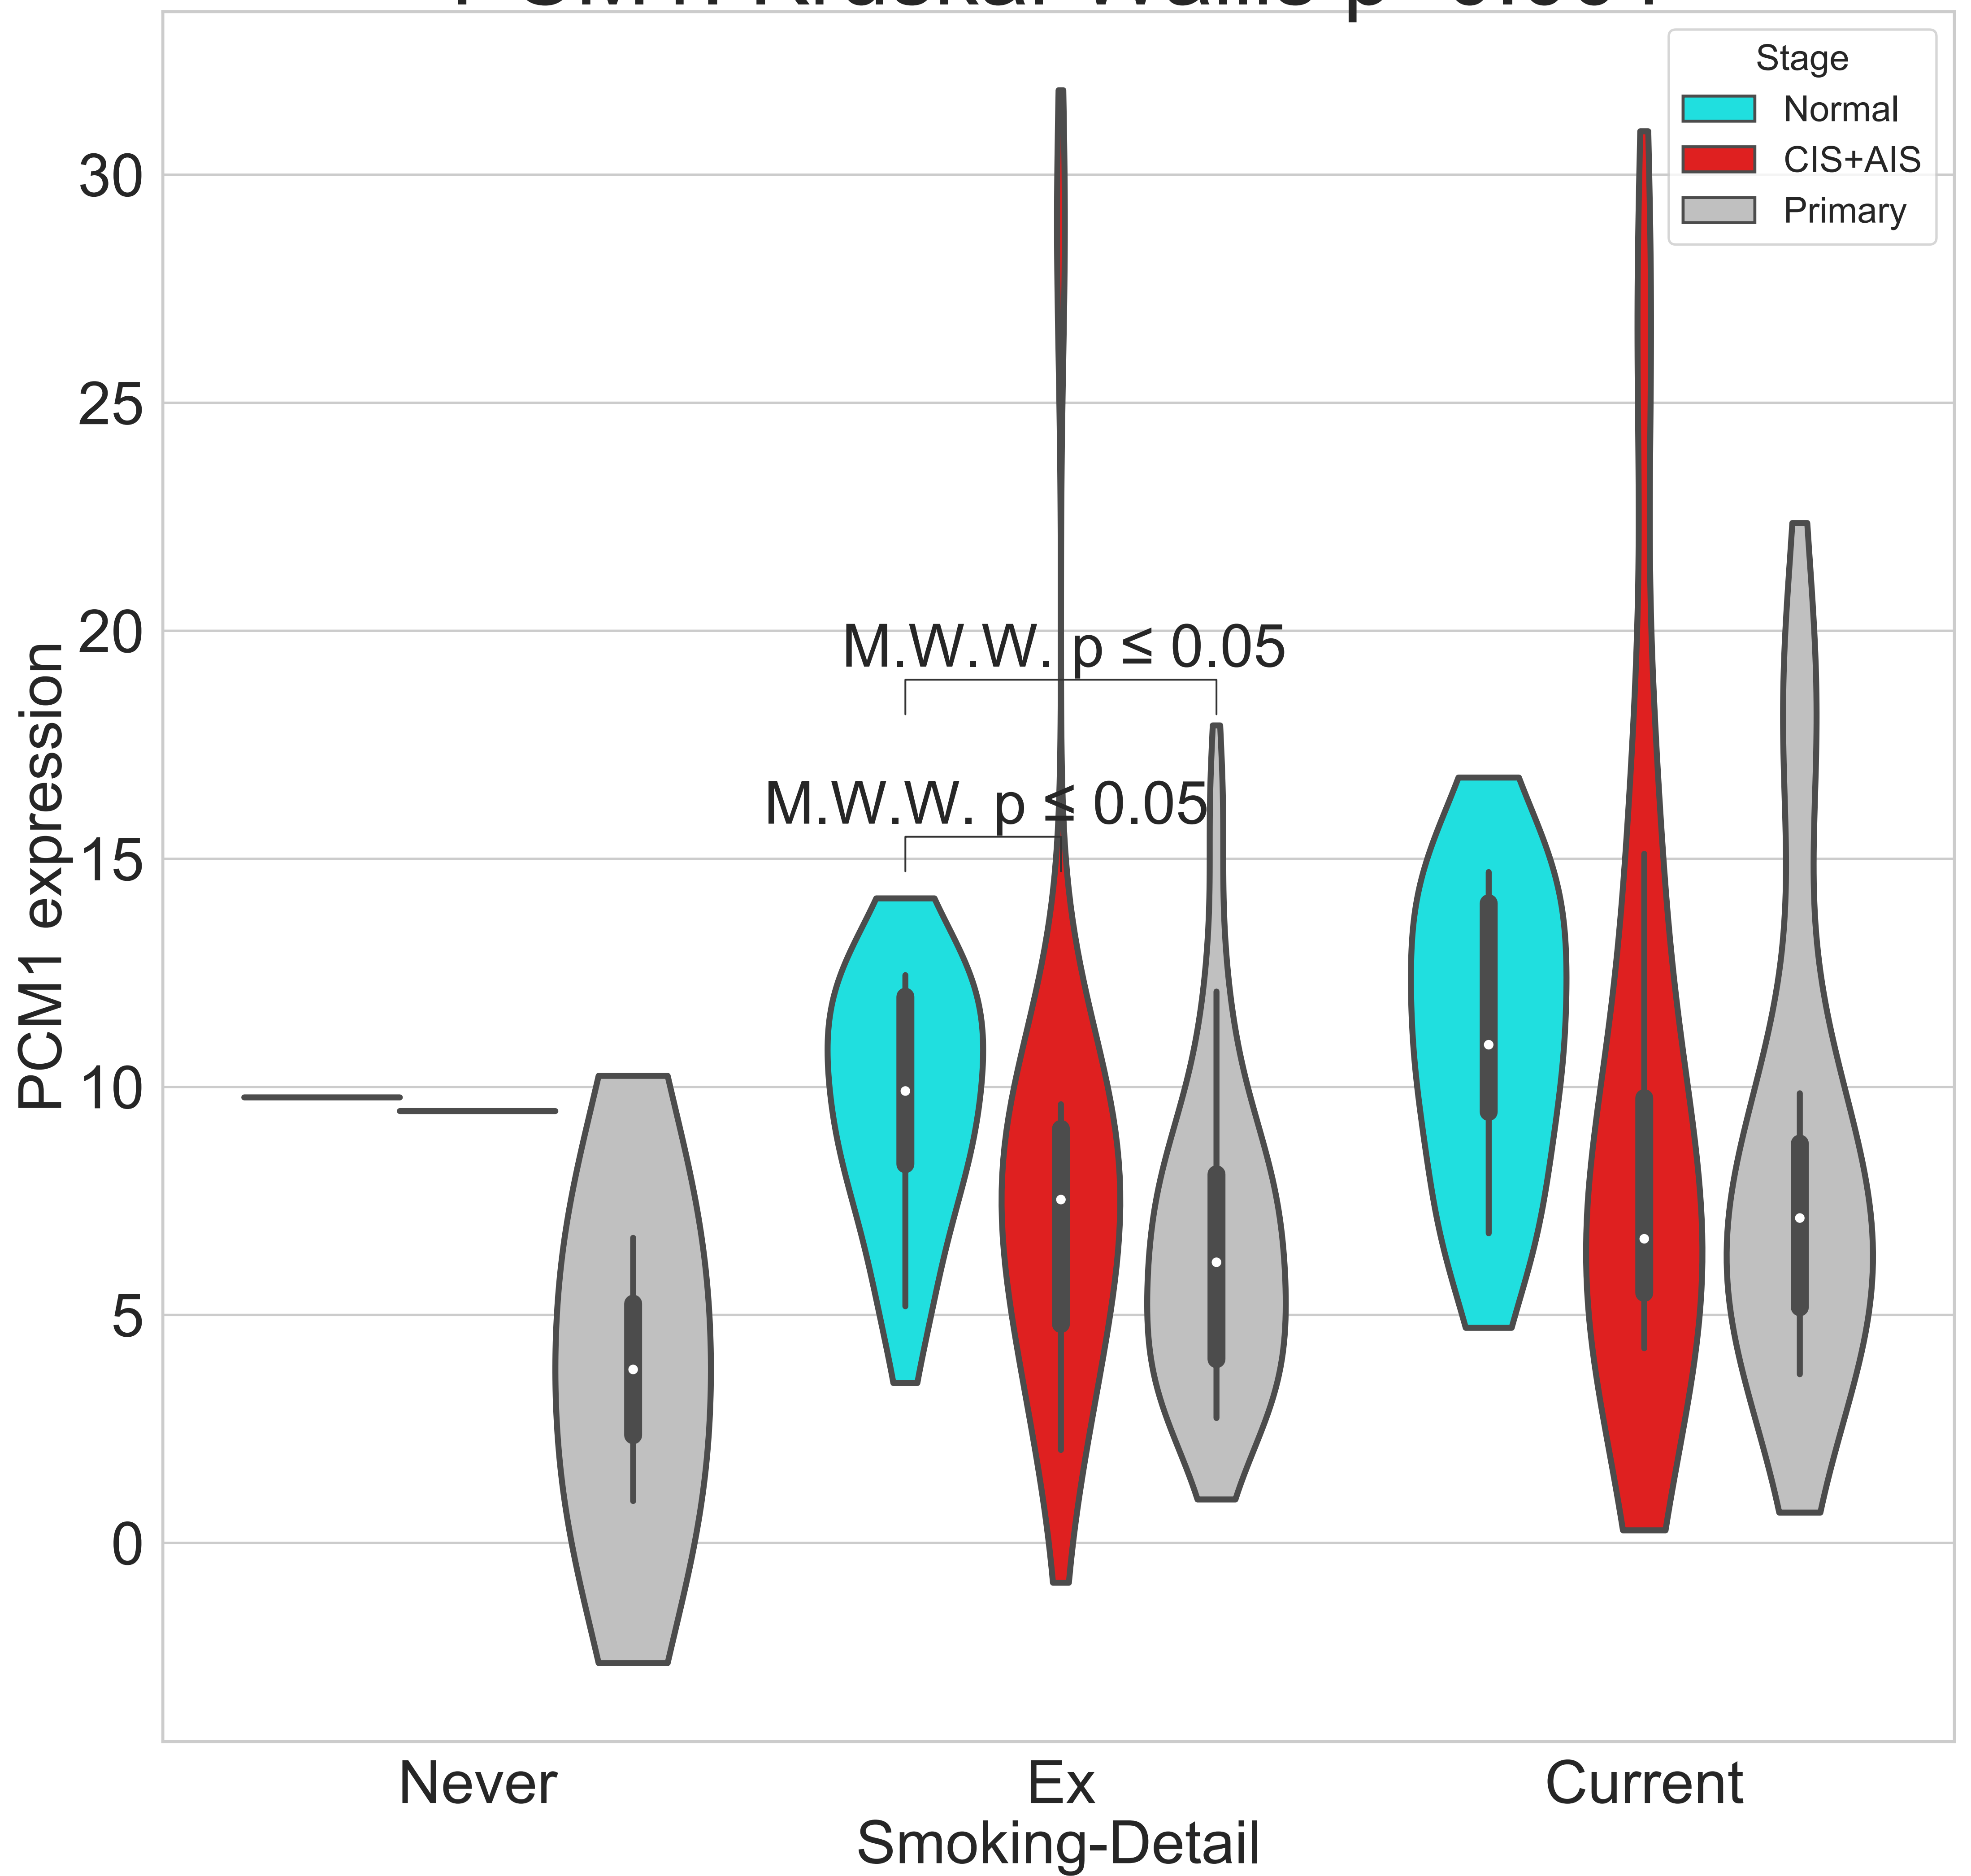 Stage
Normal
CIS+AIS
Primary
30
25
20
15
10
5
0
PCM1 expression
M.W.W. p ≤ 0.05
M.W.W. p ≤ 0.05
Never
Ex
Current
Smoking-Detail